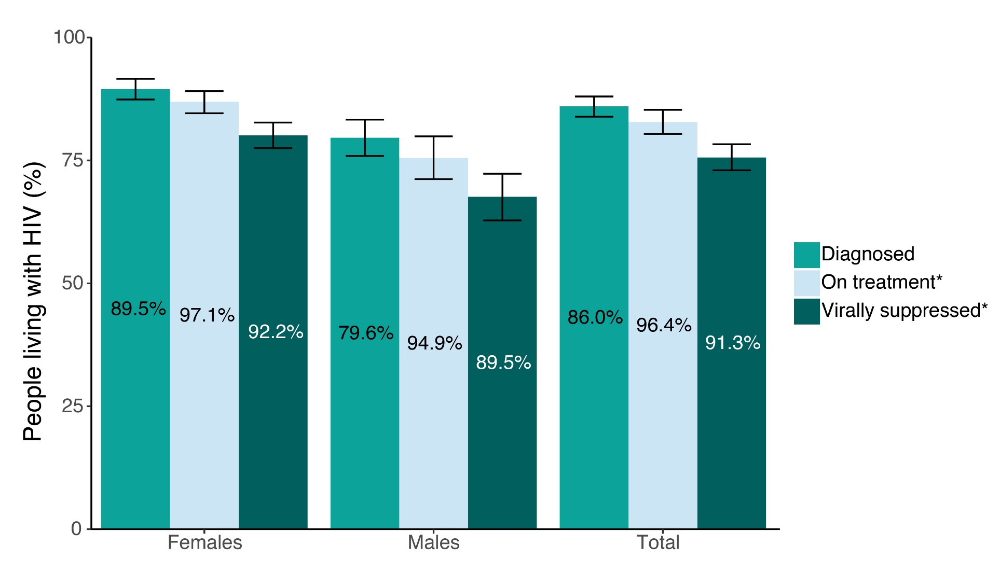 People living with HIV (%)
100
75
50
25
0
89.5%
97.1%
92.2%
79.6%
94.9%
89.5%
86.0%
96.4%
91.3%
Females
Males
Total
Diagnosed
On treatment*
Virally suppressed*